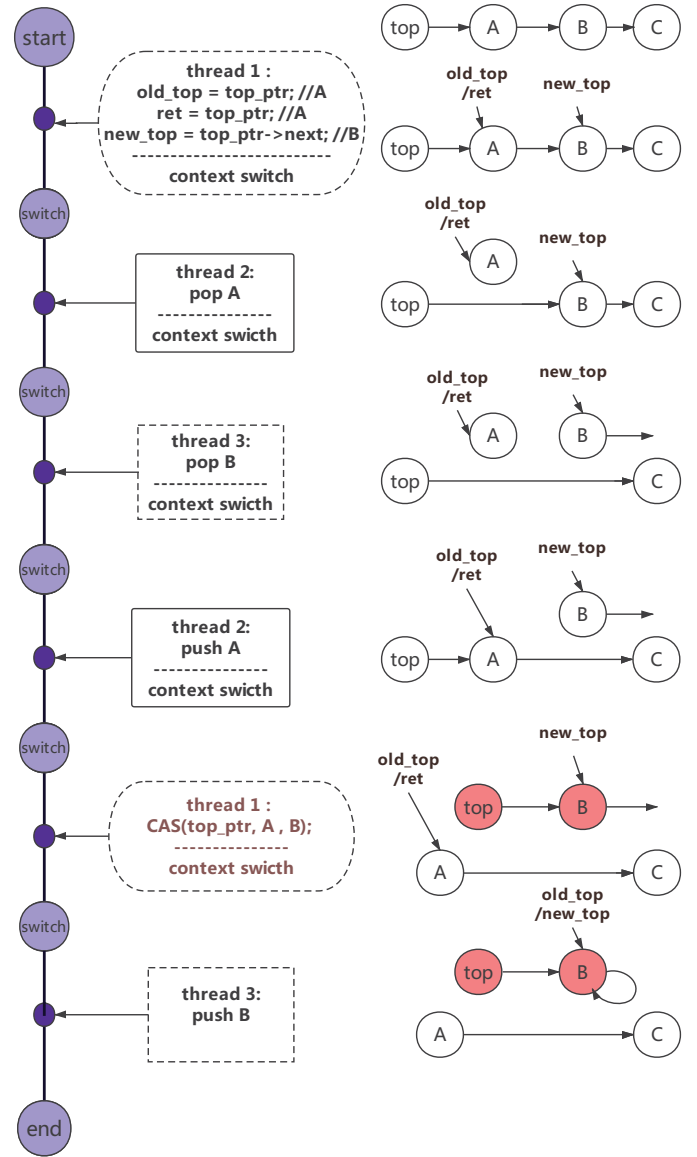 start
top
A
B
C
thread 1 :
old_top = top_ptr; //A
ret = top_ptr; //A
new_top = top_ptr->next; //B
----------------------------
context switch
old_top
/ret
new_top
top
A
B
C
switch
thread 2:
pop A
----------------
context swicth
old_top
/ret
A
new_top
top
B
C
switch
thread 3:
pop B
----------------
context swicth
old_top
/ret
new_top
A
B
top
C
switch
thread 2:
push A
----------------
context swicth
old_top
/ret
new_top
B
top
A
C
switch
thread 1 :
CAS(top_ptr, A , B);
----------------
context swicth
old_top
/ret
new_top
top
B
A
C
switch
thread 3:
push B
old_top
/new_top
top
B
A
C
end